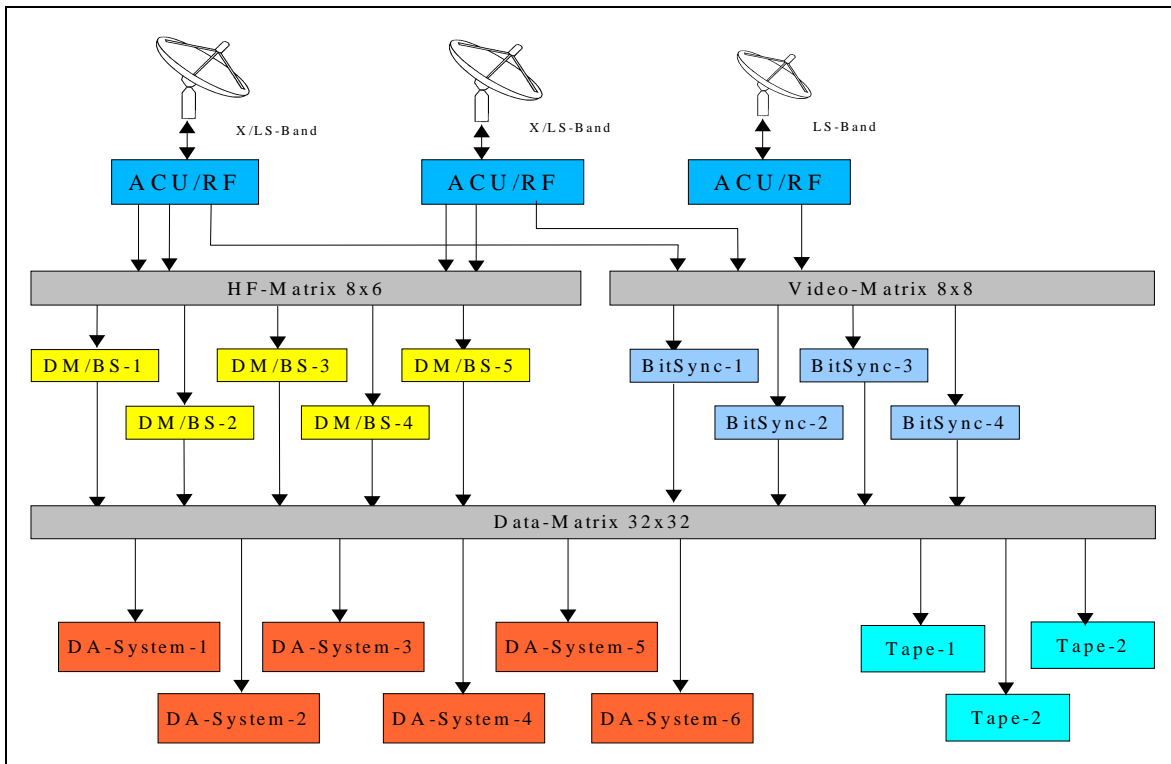 X/LS-Band
X/LS-Band
LS-Band
ACU/RF
ACU/RF
ACU/RF
HF-Matrix 8x6
Video-Matrix 8x8
DM/BS-1
DM/BS-3
DM/BS-5
BitSync-1
BitSync-3
DM/BS-2
DM/BS-4
BitSync-2
BitSync-4
Data-Matrix 32x32
DA-System-1
DA-System-3
DA-System-5
Tape-1
Tape-2
DA-System-2
DA-System-4
DA-System-6
Tape-2